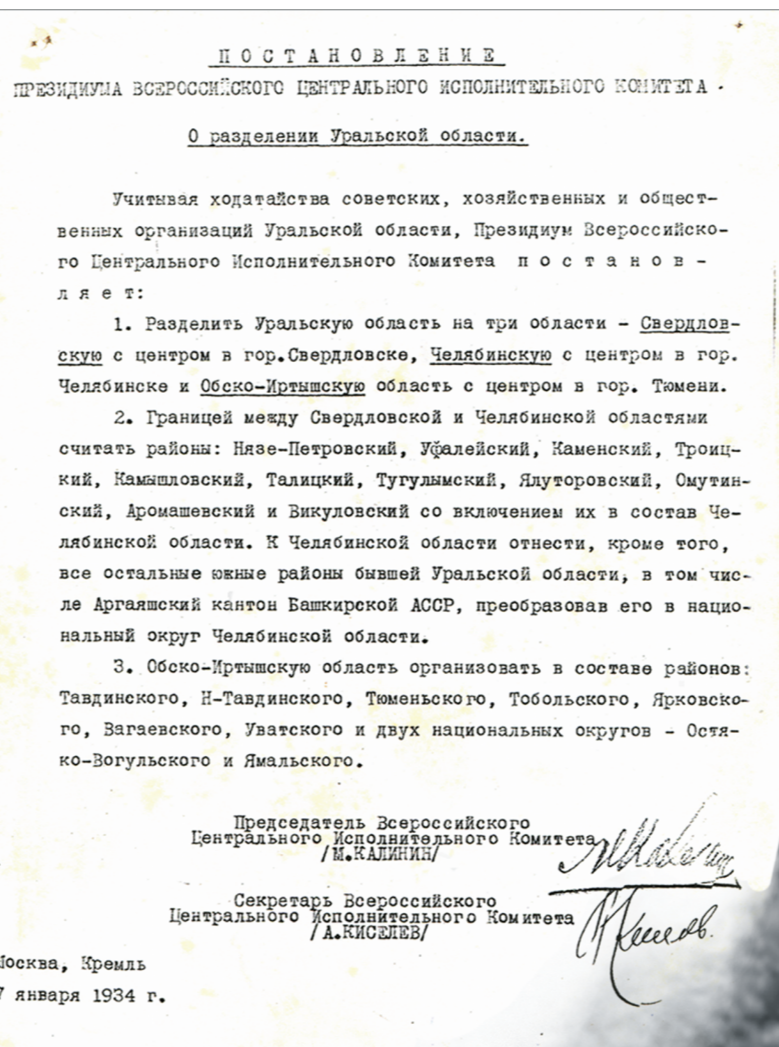 П О С Т А Н О В Л Е Н И Е
ПРЕЗИДИУМА ВСЕРОССИЙСКОГО ЦЕНТРАЛЬНОГО ИСПОЛНИТЕЛЬНОГО КОМИТЕТА.
О разделении Уральской области.
Учитывая ходатайства советских, хозяйственных и общест-
венных организаций Уральской области, Президиум Всероссийско-
го Центрального Исполнительного Комитета п о с т а н о в -
л я е т:
1. Разделить Уральскую область на три области - Свердлов-
скую с центром в гор.Свердловске, Челябинскую с центром в гор.
Челябинске и Обско-Иртышскую область с центром в гор. Тюмени.
2. Границей между Свердловской и Челябинской областями
считать районы: Нязе-Петровский, Уфалейский, Каменский, Троиц-
кий, Камышловский, Талицкий, Тугулымский, Ялуторовский, Омутин-
ский, Аромашевский и Викуловский со включением их в состав Че-
лябинской области. К Челябинской области отнести, кроме того,
все остальные южные районы бывшей Уральской области, в том чис-
ле Аргаяшский кантон Башкирской АССР, преобразовав его в нацио-
нальный округ Челябинской области.
3. Обско-Иртышскую область организовать в составе районов:
Тавдинского, Н-Тавдинского, Тюменьского, Тобольского, Ярковско-
го, Вагаевского, Уватского и двух национальных округов - Остя-
ко-Вогульского и Ямальского.
Председатель Всероссийского
Центрального Исполнительного Комитета
/М.КАЛИНИН/
М Калинин
Секретарь Всероссийского
Центрального Исполнительного Комитета
/А.КИСЕЛЕВ/
Киселев.
Москва, Кремль
7 января 1934 г.